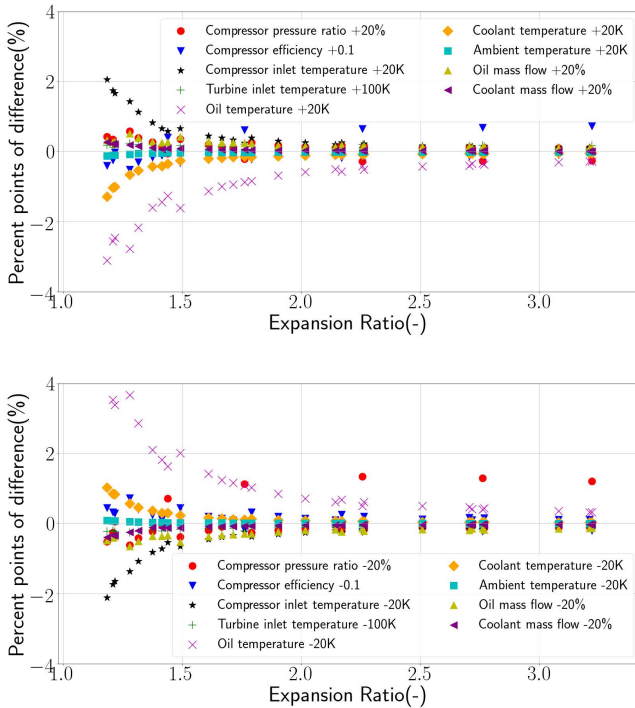 4
Compressor pressure ratio +20%
Compressor efficiency +0.1
Compressor inlet temperature +20K
Turbine inlet temperature +100K
Oil temperature +20K
Coolant temperature +20K
Ambient temperature +20K
Oil mass flow +20%
Coolant mass flow +20%
2
0
−2
−4
Percent points of difference(%)
1.0 1.5 2.0 2.5 3.0
Expansion Ratio(-)
4
2
0
−2
−4
Percent points of difference(%)
Compressor pressure ratio -20%
Compressor efficiency -0.1
Compressor inlet temperature -20K
Turbine inlet temperature -100K
Oil temperature -20K
Coolant temperature -20K
Ambient temperature -20K
Oil mass flow -20%
Coolant mass flow -20%
1.0 1.5 2.0 2.5 3.0
Expansion Ratio(-)